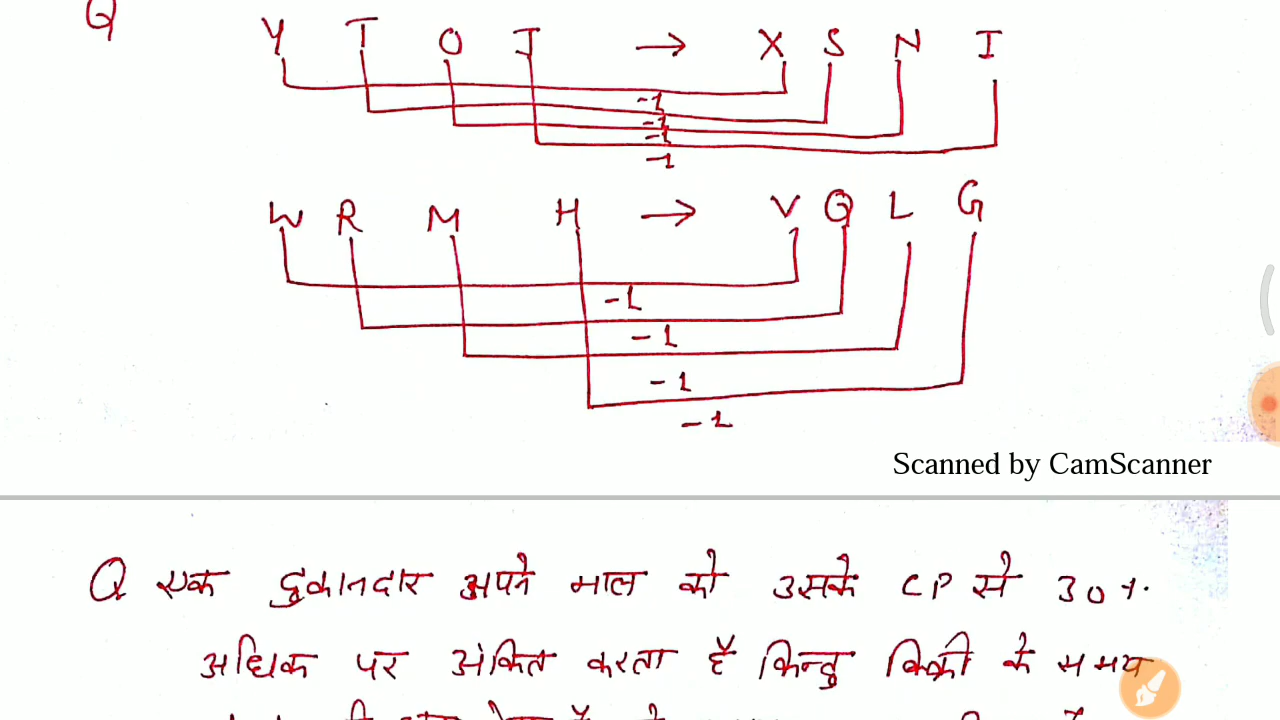 Q Y T O J → X S N I
-1
-1
-1
-1
W R M H → V Q L G
-1
-1
-1
-1
Scanned by CamScanner
Q एक दुकानदार अपने माल को उसके CP से 30%
अधिक पर अंकित करता है किन्तु बिक्री के समय